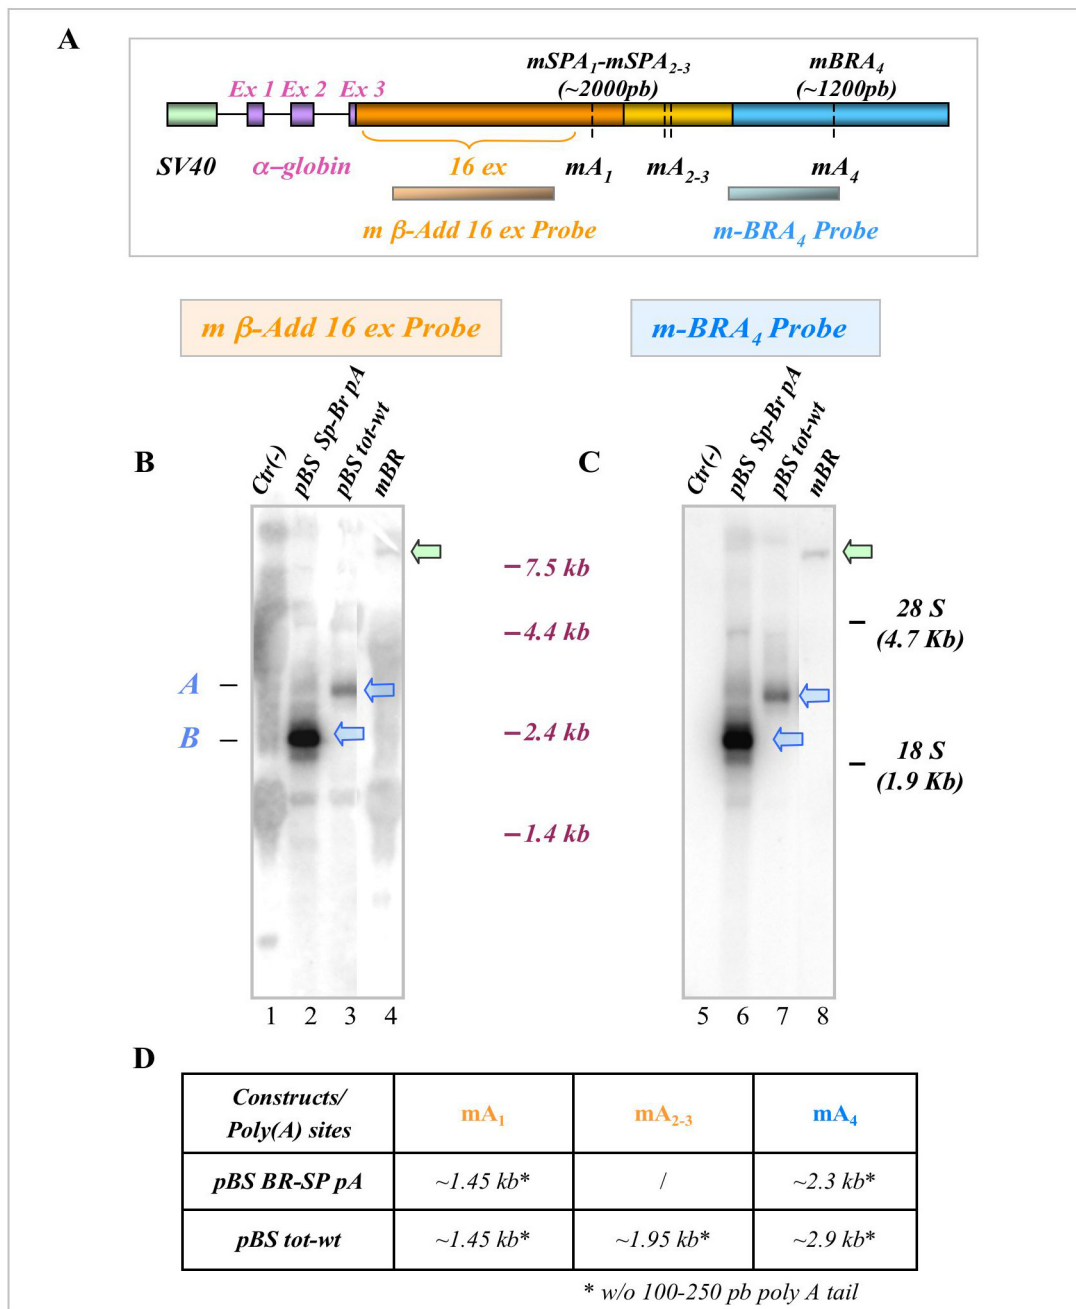 A
mSPA1-mSPA2-3
(~2000pb)
mBRA4
(~1200pb)
Ex 1 Ex 2 Ex 3
SV40
α-globin
16 ex
mA1
mA2-3
mA4
m β-Add 16 ex Probe
m-BRA4 Probe
m β-Add 16 ex Probe
m-BRA4 Probe
B
Ctr(-)
pBS Sp-Br pA
pBS tot-wt
mBR
C
Ctr(-)
pBS Sp-Br pA
pBS tot-wt
mBR
A
B
7.5 kb
4.4 kb
2.4 kb
1.4 kb
28 S
(4.7 Kb)
18 S
(1.9 Kb)
1 2 3 4
5 6 7 8
D
Constructs/
Poly(A) sites
mA1
mA2-3
mA4
pBS BR-SP pA
~1.45 kb*
/
~2.3 kb*
pBS tot-wt
~1.45 kb*
~1.95 kb*
~2.9 kb*
* w/o 100-250 pb poly A tail